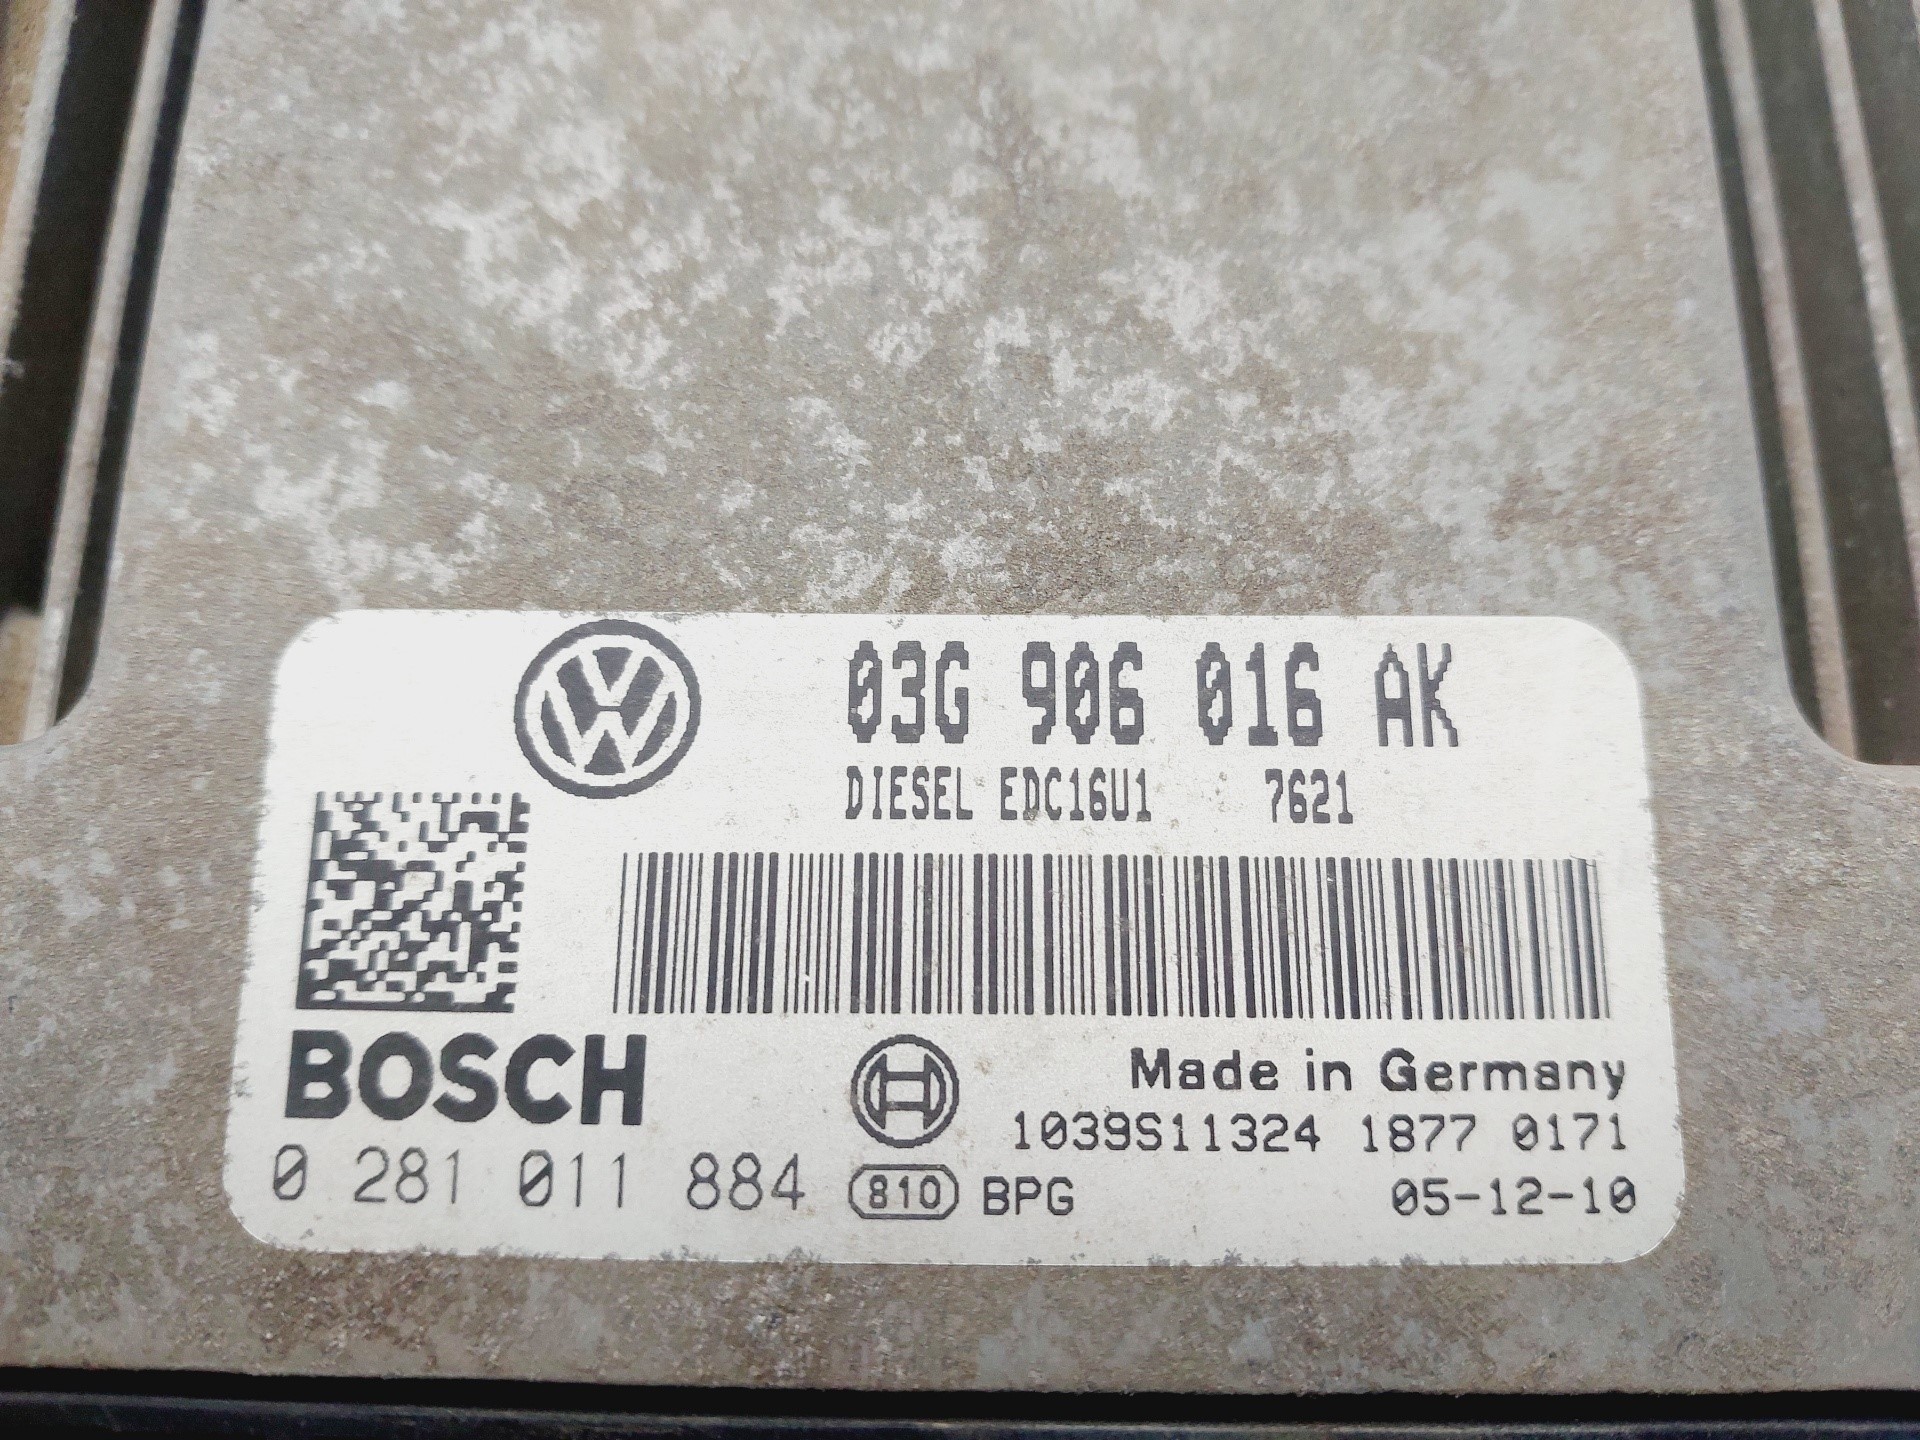 03G 906 016 AK
DIESEL EDC16U1 7621
BOSCH
Made in Germany
1039S11324 1877 0171
0 281 011 884 810 BPG 05-12-10